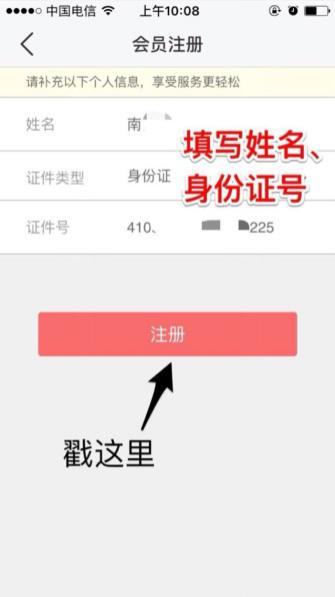 中国电信 上午10:08
会员注册
请补充以下个人信息，享受服务更轻松
姓名 南
填写姓名、
证件类型 身份证
身份证号
证件号 410、 225
注册
戳这里